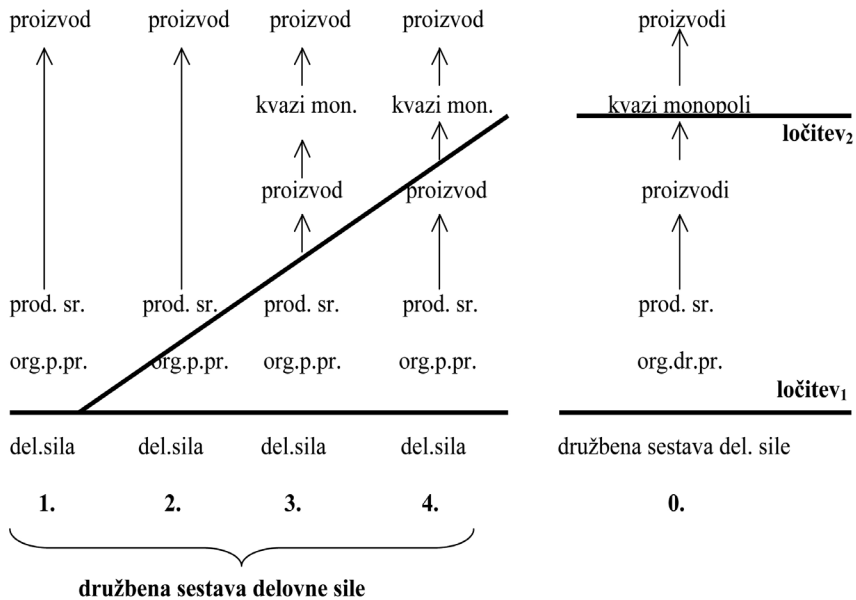 proizvod proizvod proizvod proizvod proizvodi
kvazi mon. kvazi mon. kvazi monopoli
ločitev₂
proizvod proizvod proizvodi
prod. sr. prod. sr. prod. sr. prod. sr. prod. sr.
org.p.pr. org.p.pr. org.p.pr. org.p.pr. org.dr.pr.
ločitev₁
del.sila del.sila del.sila del.sila družbena sestava del. sile
1. 2. 3. 4. 0.
družbena sestava delovne sile